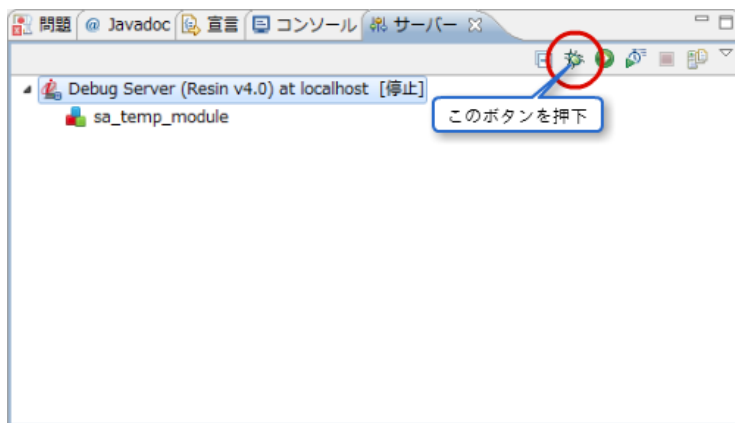 問題 @ Javadoc 宣言 コンソール サーバー
Debug Server (Resin v4.0) at localhost [停止]
このボタンを押下
sa_temp_module